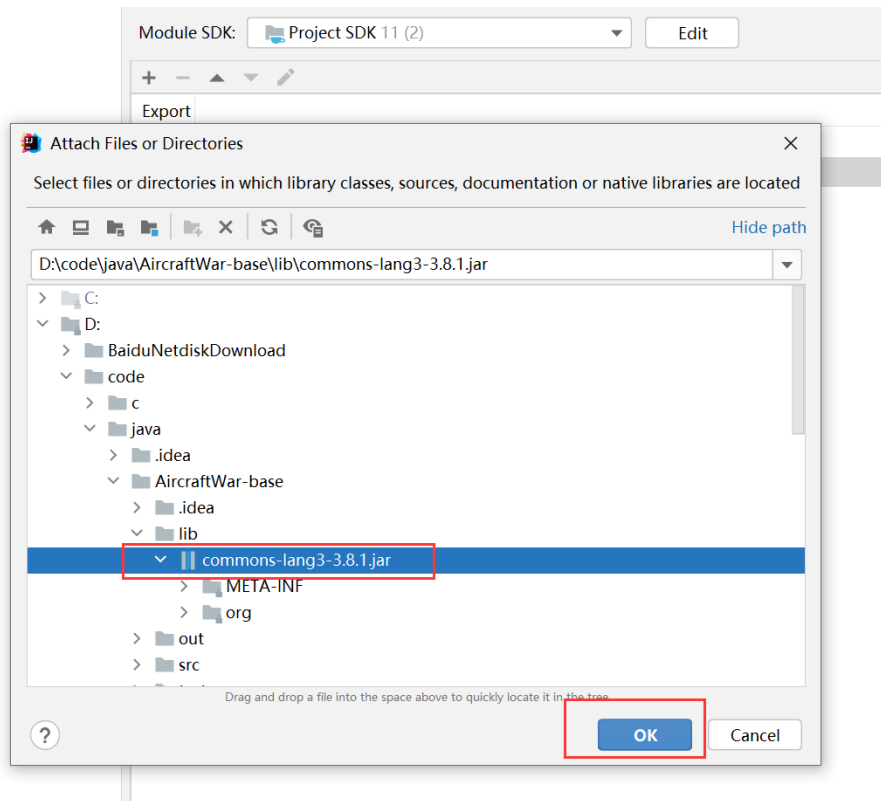 Module SDK: Project SDK 11 (2) Edit
Export
Attach Files or Directories
Select files or directories in which library classes, sources, documentation or native libraries are located
Hide path
D:\code\java\AircraftWar-base\lib\commons-lang3-3.8.1.jar
C:
D:
BaiduNetdiskDownload
code
c
java
.idea
AircraftWar-base
.idea
lib
commons-lang3-3.8.1.jar
META-INF
org
out
src
Drag and drop a file into the space above to quickly locate it in the tree
? OK Cancel